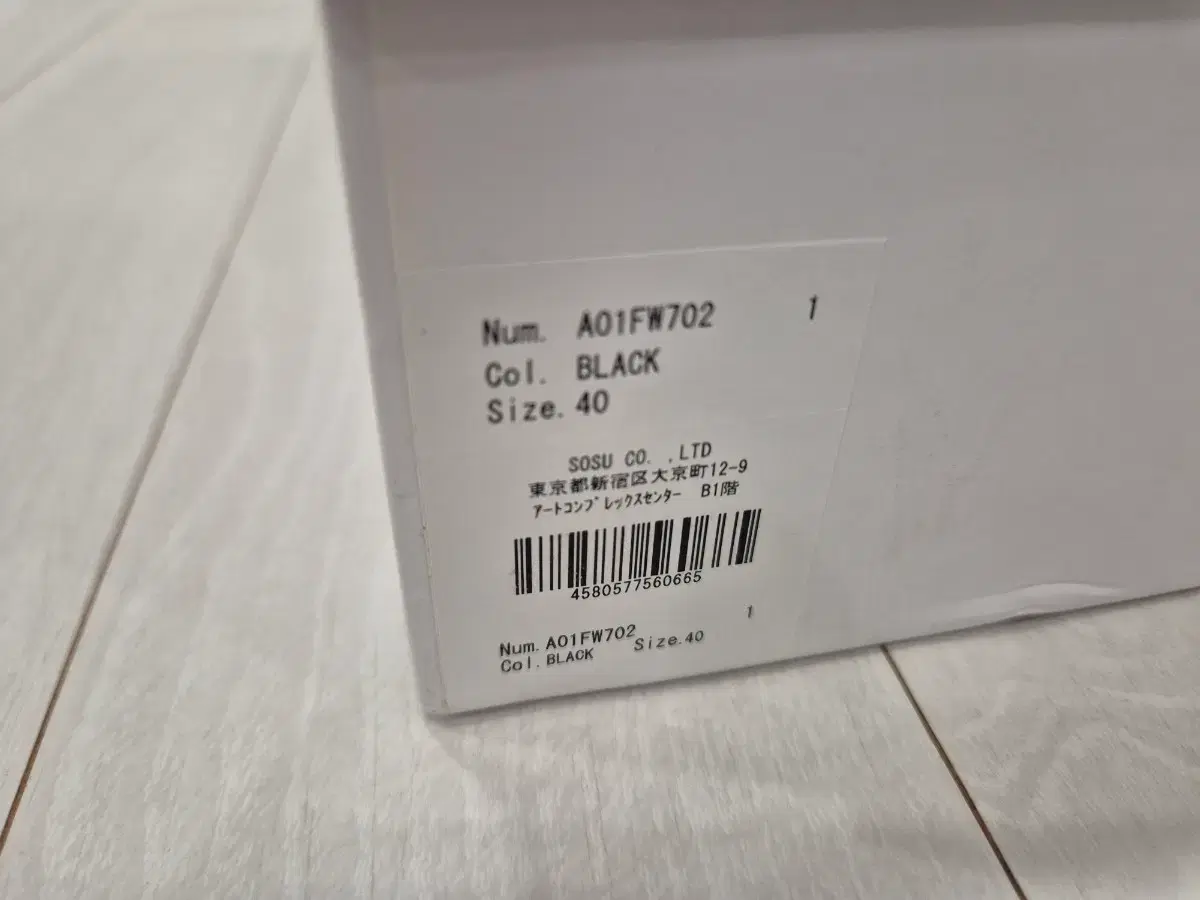 Num. A01FW702 1
Col. BLACK
Size. 40
SOSU CO. ,LTD
東京都新宿区大京町12-9
ｱｰﾄｺﾝﾌﾟﾚｯｸｽｾﾝﾀｰ B1階
4580577560665
Num. A01FW702 1
Col. BLACK Size. 40